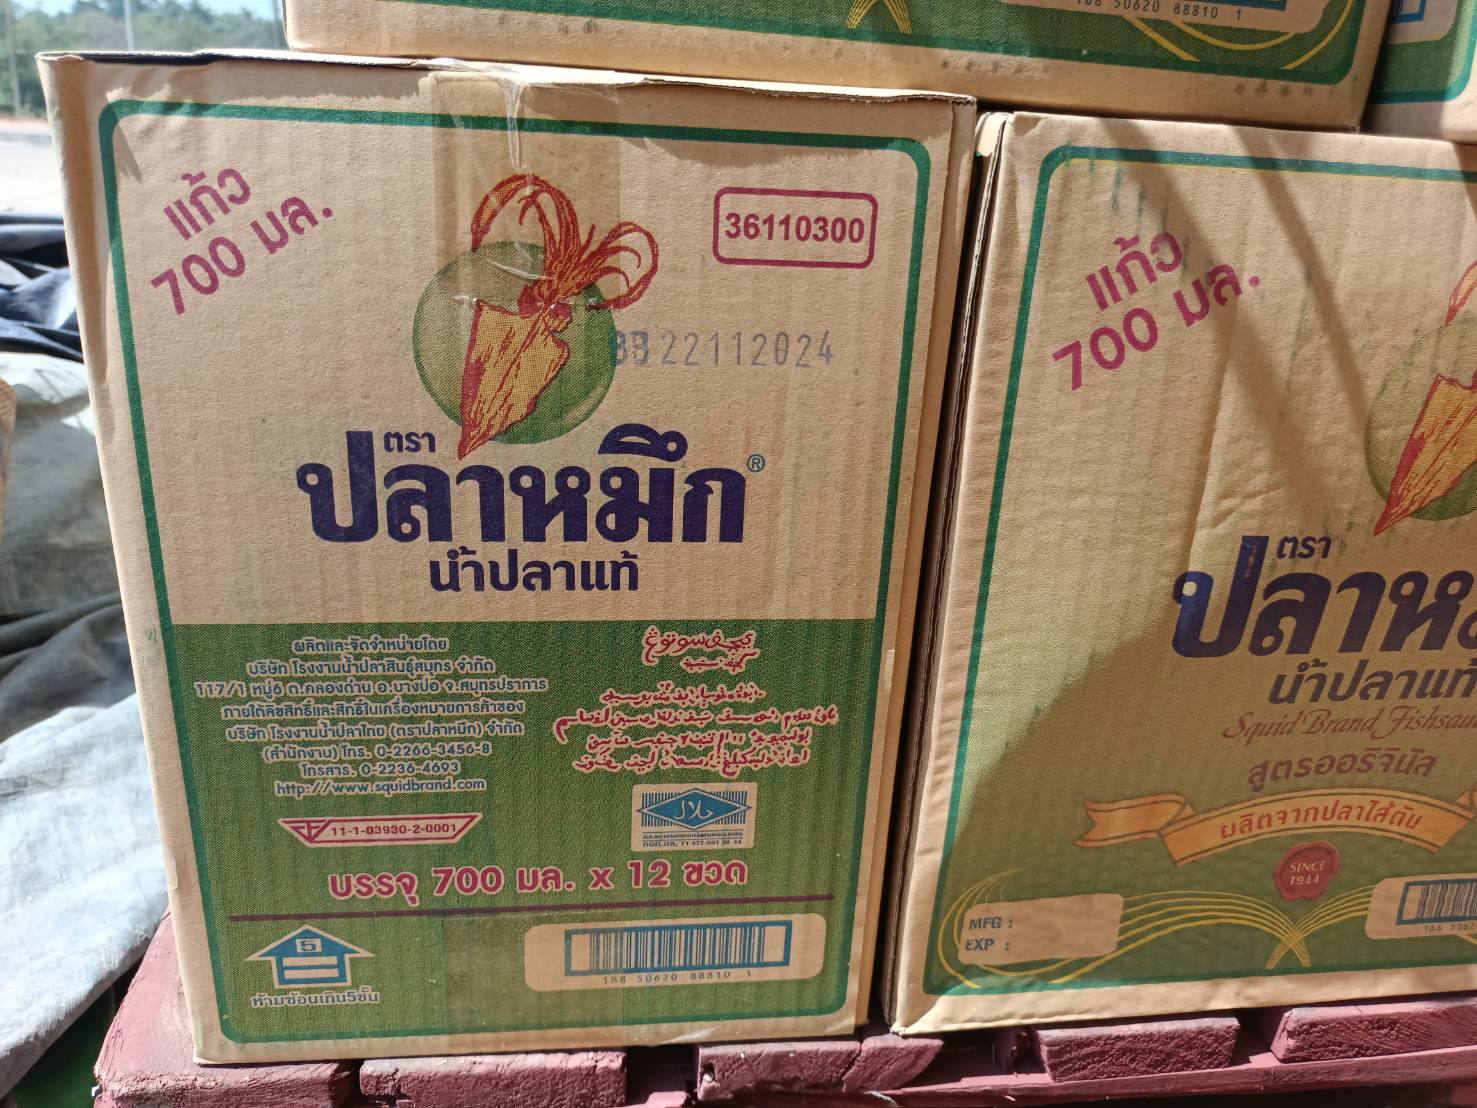 188 50620 88810 1
แก้ว
700 มล.
36110300
22112024
ตรา
ปลาหมึก®
น้ำปลาแท้
ผลิตและจัดจำหน่ายโดย
บริษัท โรงงานน้ำปลาสินธุ์สมุทร จำกัด
117/1 หมู่6 ต.คลองด่าน อ.บางบ่อ จ.สมุทรปราการ
ภายใต้ลิขสิทธิ์และสิทธิ์ในเครื่องหมายการค้าของ
บริษัท โรงงานน้ำปลาไทย (ตราปลาหมึก) จำกัด
(สำนักงาน) โทร. 0-2266-3456-8
โทรสาร. 0-2236-4693
http://www.squidbrand.com
11-1-03930-2-0001
حلال
บรรจุ 700 มล. x 12 ขวด
5
ห้ามซ้อนเกิน5ชั้น
188 50620 88810 1
แก้ว
700 มล.
ตรา
ปลาห
น้ำปลาแท้
Squid Brand Fishsau
สูตรออริจินัล
ผลิตจากปลาไส้ตัน
SINCE
1944
MFG :
EXP :
188 5062